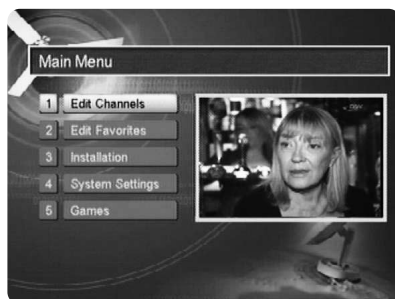 Main Menu
1 Edit Channels
2 Edit Favorites
3 Installation
4 System Settings
5 Games